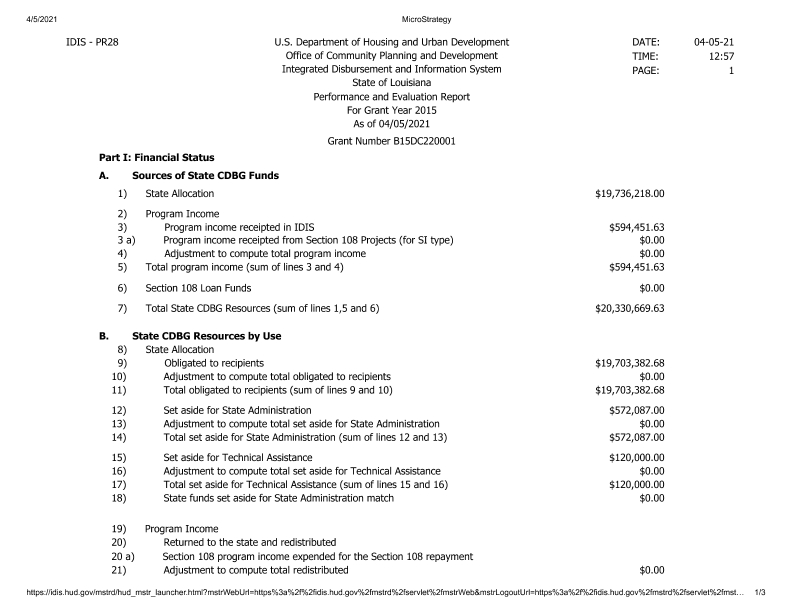 4/5/2021 MicroStrategy
IDIS - PR28 U.S. Department of Housing and Urban Development DATE: 04-05-21
Office of Community Planning and Development TIME: 12:57
Integrated Disbursement and Information System PAGE: 1
State of Louisiana
Performance and Evaluation Report
For Grant Year 2015
As of 04/05/2021
Grant Number B15DC220001
Part I: Financial Status
A. Sources of State CDBG Funds
1) State Allocation $19,736,218.00
2) Program Income
3) Program income receipted in IDIS $594,451.63
3 a) Program income receipted from Section 108 Projects (for SI type) $0.00
4) Adjustment to compute total program income $0.00
5) Total program income (sum of lines 3 and 4) $594,451.63
6) Section 108 Loan Funds $0.00
7) Total State CDBG Resources (sum of lines 1,5 and 6) $20,330,669.63
B. State CDBG Resources by Use
8) State Allocation
9) Obligated to recipients $19,703,382.68
10) Adjustment to compute total obligated to recipients $0.00
11) Total obligated to recipients (sum of lines 9 and 10) $19,703,382.68
12) Set aside for State Administration $572,087.00
13) Adjustment to compute total set aside for State Administration $0.00
14) Total set aside for State Administration (sum of lines 12 and 13) $572,087.00
15) Set aside for Technical Assistance $120,000.00
16) Adjustment to compute total set aside for Technical Assistance $0.00
17) Total set aside for Technical Assistance (sum of lines 15 and 16) $120,000.00
18) State funds set aside for State Administration match $0.00
19) Program Income
20) Returned to the state and redistributed
20 a) Section 108 program income expended for the Section 108 repayment
21) Adjustment to compute total redistributed $0.00
https://idis.hud.gov/mstrd/hud_mstr_launcher.html?mstrWebUrl=https%3a%2f%2fidis.hud.gov%2fmstrd%2fservlet%2fmstrWeb&mstrLogoutUrl=https%3a%2f%2fidis.hud.gov%2fmstrd%2fservlet%2fmst… 1/3